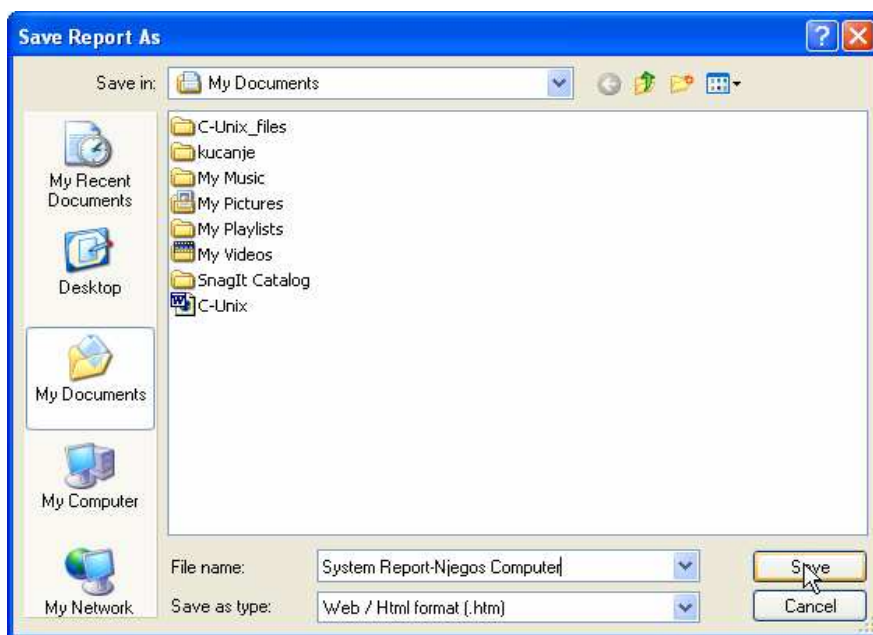 Save Report As
Save in: My Documents
My Recent
Documents
Desktop
My Documents
My Computer
My Network
C-Unix_files
kucanje
My Music
My Pictures
My Playlists
My Videos
SnagIt Catalog
C-Unix
File name: System Report-Njegos Computer
Save
Save as type: Web / Html format (.htm)
Cancel